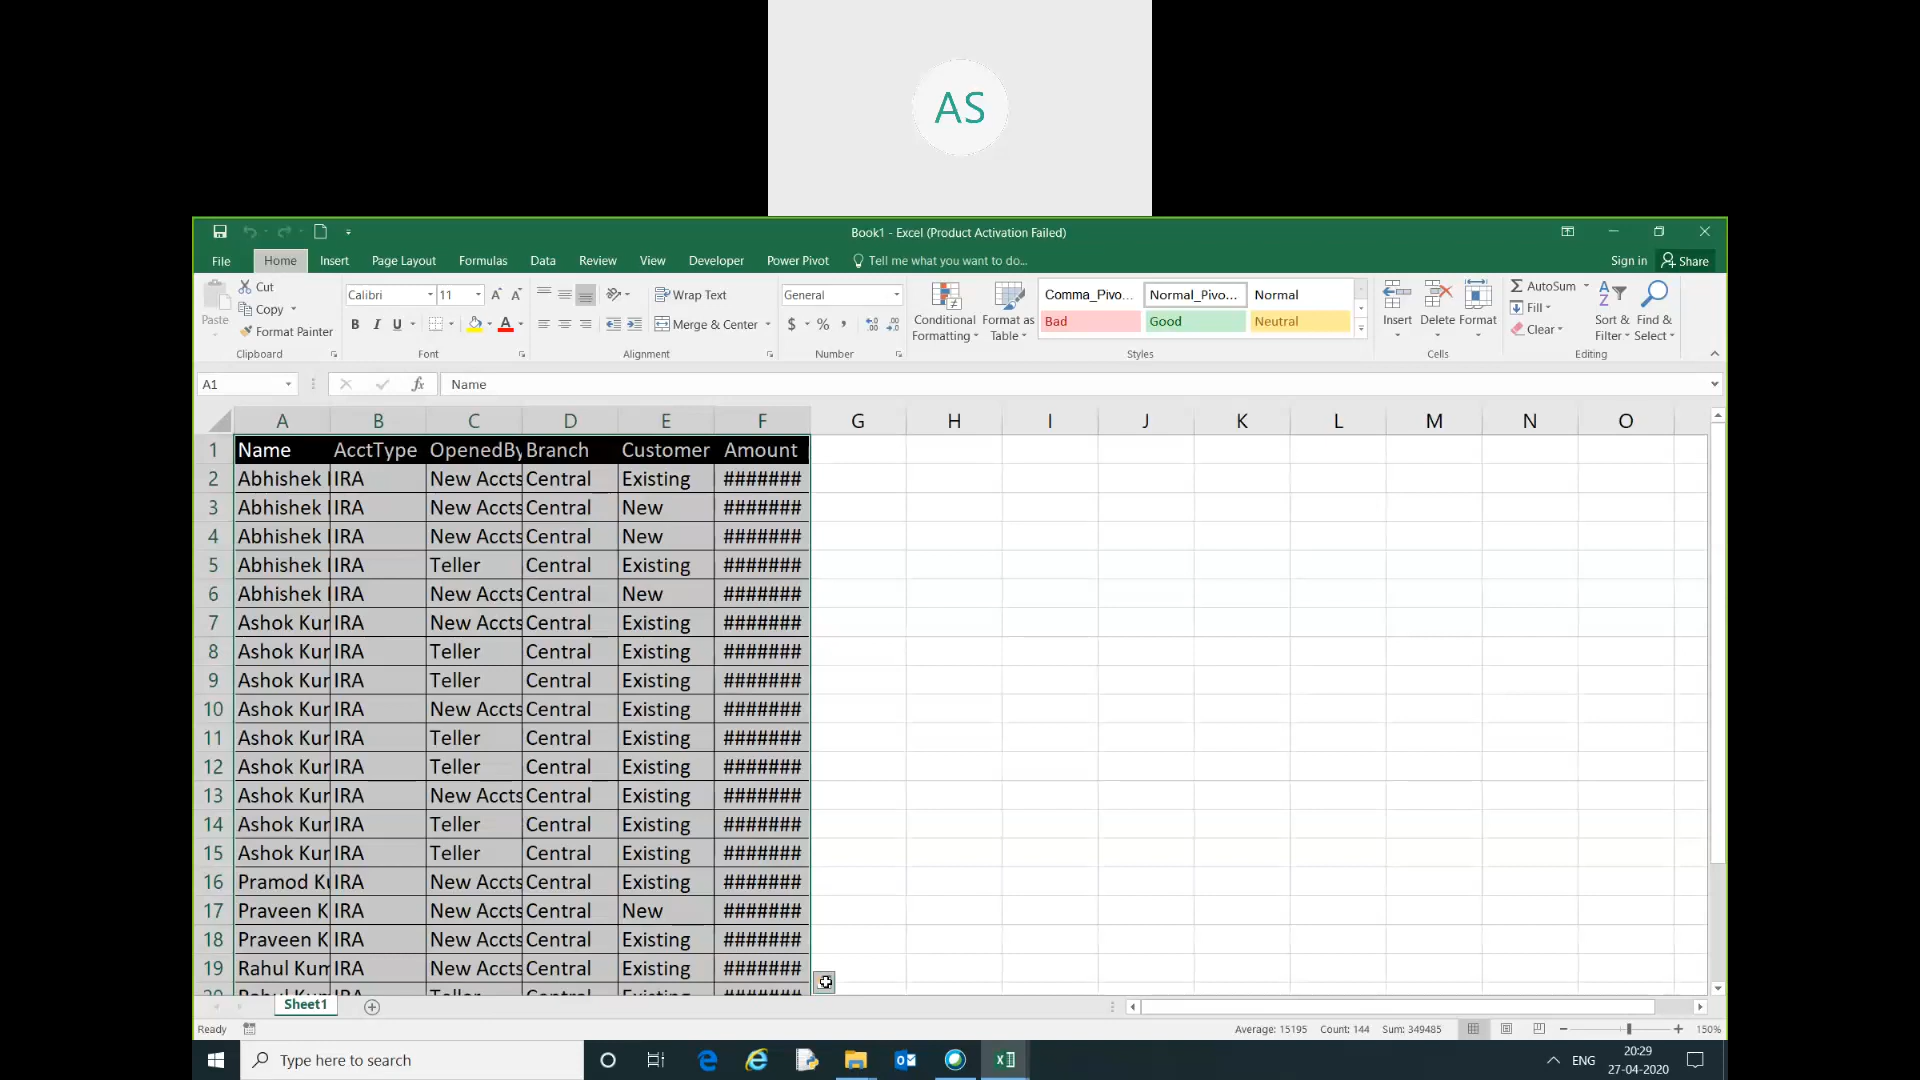 AS
Book1 - Excel (Product Activation Failed)
File Home Insert Page Layout Formulas Data Review View Developer Power Pivot Tell me what you want to do... Sign in Share
Paste Cut
Copy
Format Painter
Clipboard
Calibri 11
B I U
Font
Wrap Text
Merge & Center
Alignment
General
$ % ,
Number
Conditional Formatting
Format as Table
Comma_Pivo... Normal_Pivo... Normal
Bad Good Neutral
Styles
Insert Delete Format
Cells
AutoSum
Fill
Clear
Sort & Filter
Find & Select
Editing
A1 fx Name
A B C D E F G H I J K L M N O
1 Name AcctType OpenedBy Branch Customer Amount
2 Abhishek IRA New Accts Central Existing #######
3 Abhishek IRA New Accts Central New #######
4 Abhishek IRA New Accts Central New #######
5 Abhishek IRA Teller Central Existing #######
6 Abhishek IRA New Accts Central New #######
7 Ashok Kur IRA New Accts Central Existing #######
8 Ashok Kur IRA Teller Central Existing #######
9 Ashok Kur IRA Teller Central Existing #######
10 Ashok Kur IRA New Accts Central Existing #######
11 Ashok Kur IRA Teller Central Existing #######
12 Ashok Kur IRA Teller Central Existing #######
13 Ashok Kur IRA New Accts Central Existing #######
14 Ashok Kur IRA Teller Central Existing #######
15 Ashok Kur IRA Teller Central Existing #######
16 Pramod Ku IRA New Accts Central Existing #######
17 Praveen K IRA New Accts Central New #######
18 Praveen K IRA New Accts Central Existing #######
19 Rahul Kum IRA New Accts Central Existing #######
Sheet1
Ready Average: 15195 Count: 144 Sum: 349485 150%
Type here to search
ENG 20:29
27-04-2020